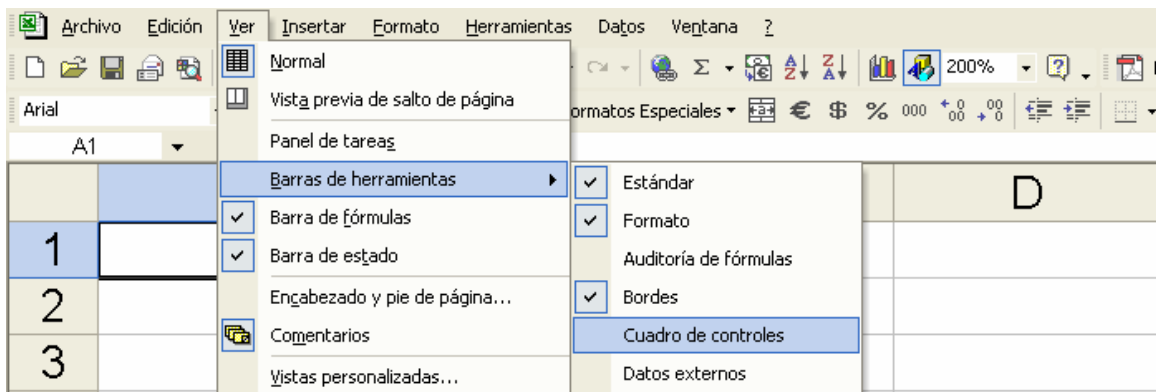 Archivo Edición Ver Insertar Formato Herramientas Datos Ventana ?
200%
Arial
ormatos Especiales € $ % 000
A1
Normal
Vista previa de salto de página
Panel de tareas
Barras de herramientas
Barra de fórmulas
Barra de estado
Encabezado y pie de página...
Comentarios
Vistas personalizadas...
Estándar
Formato
Auditoría de fórmulas
Bordes
Cuadro de controles
Datos externos
D
1
2
3